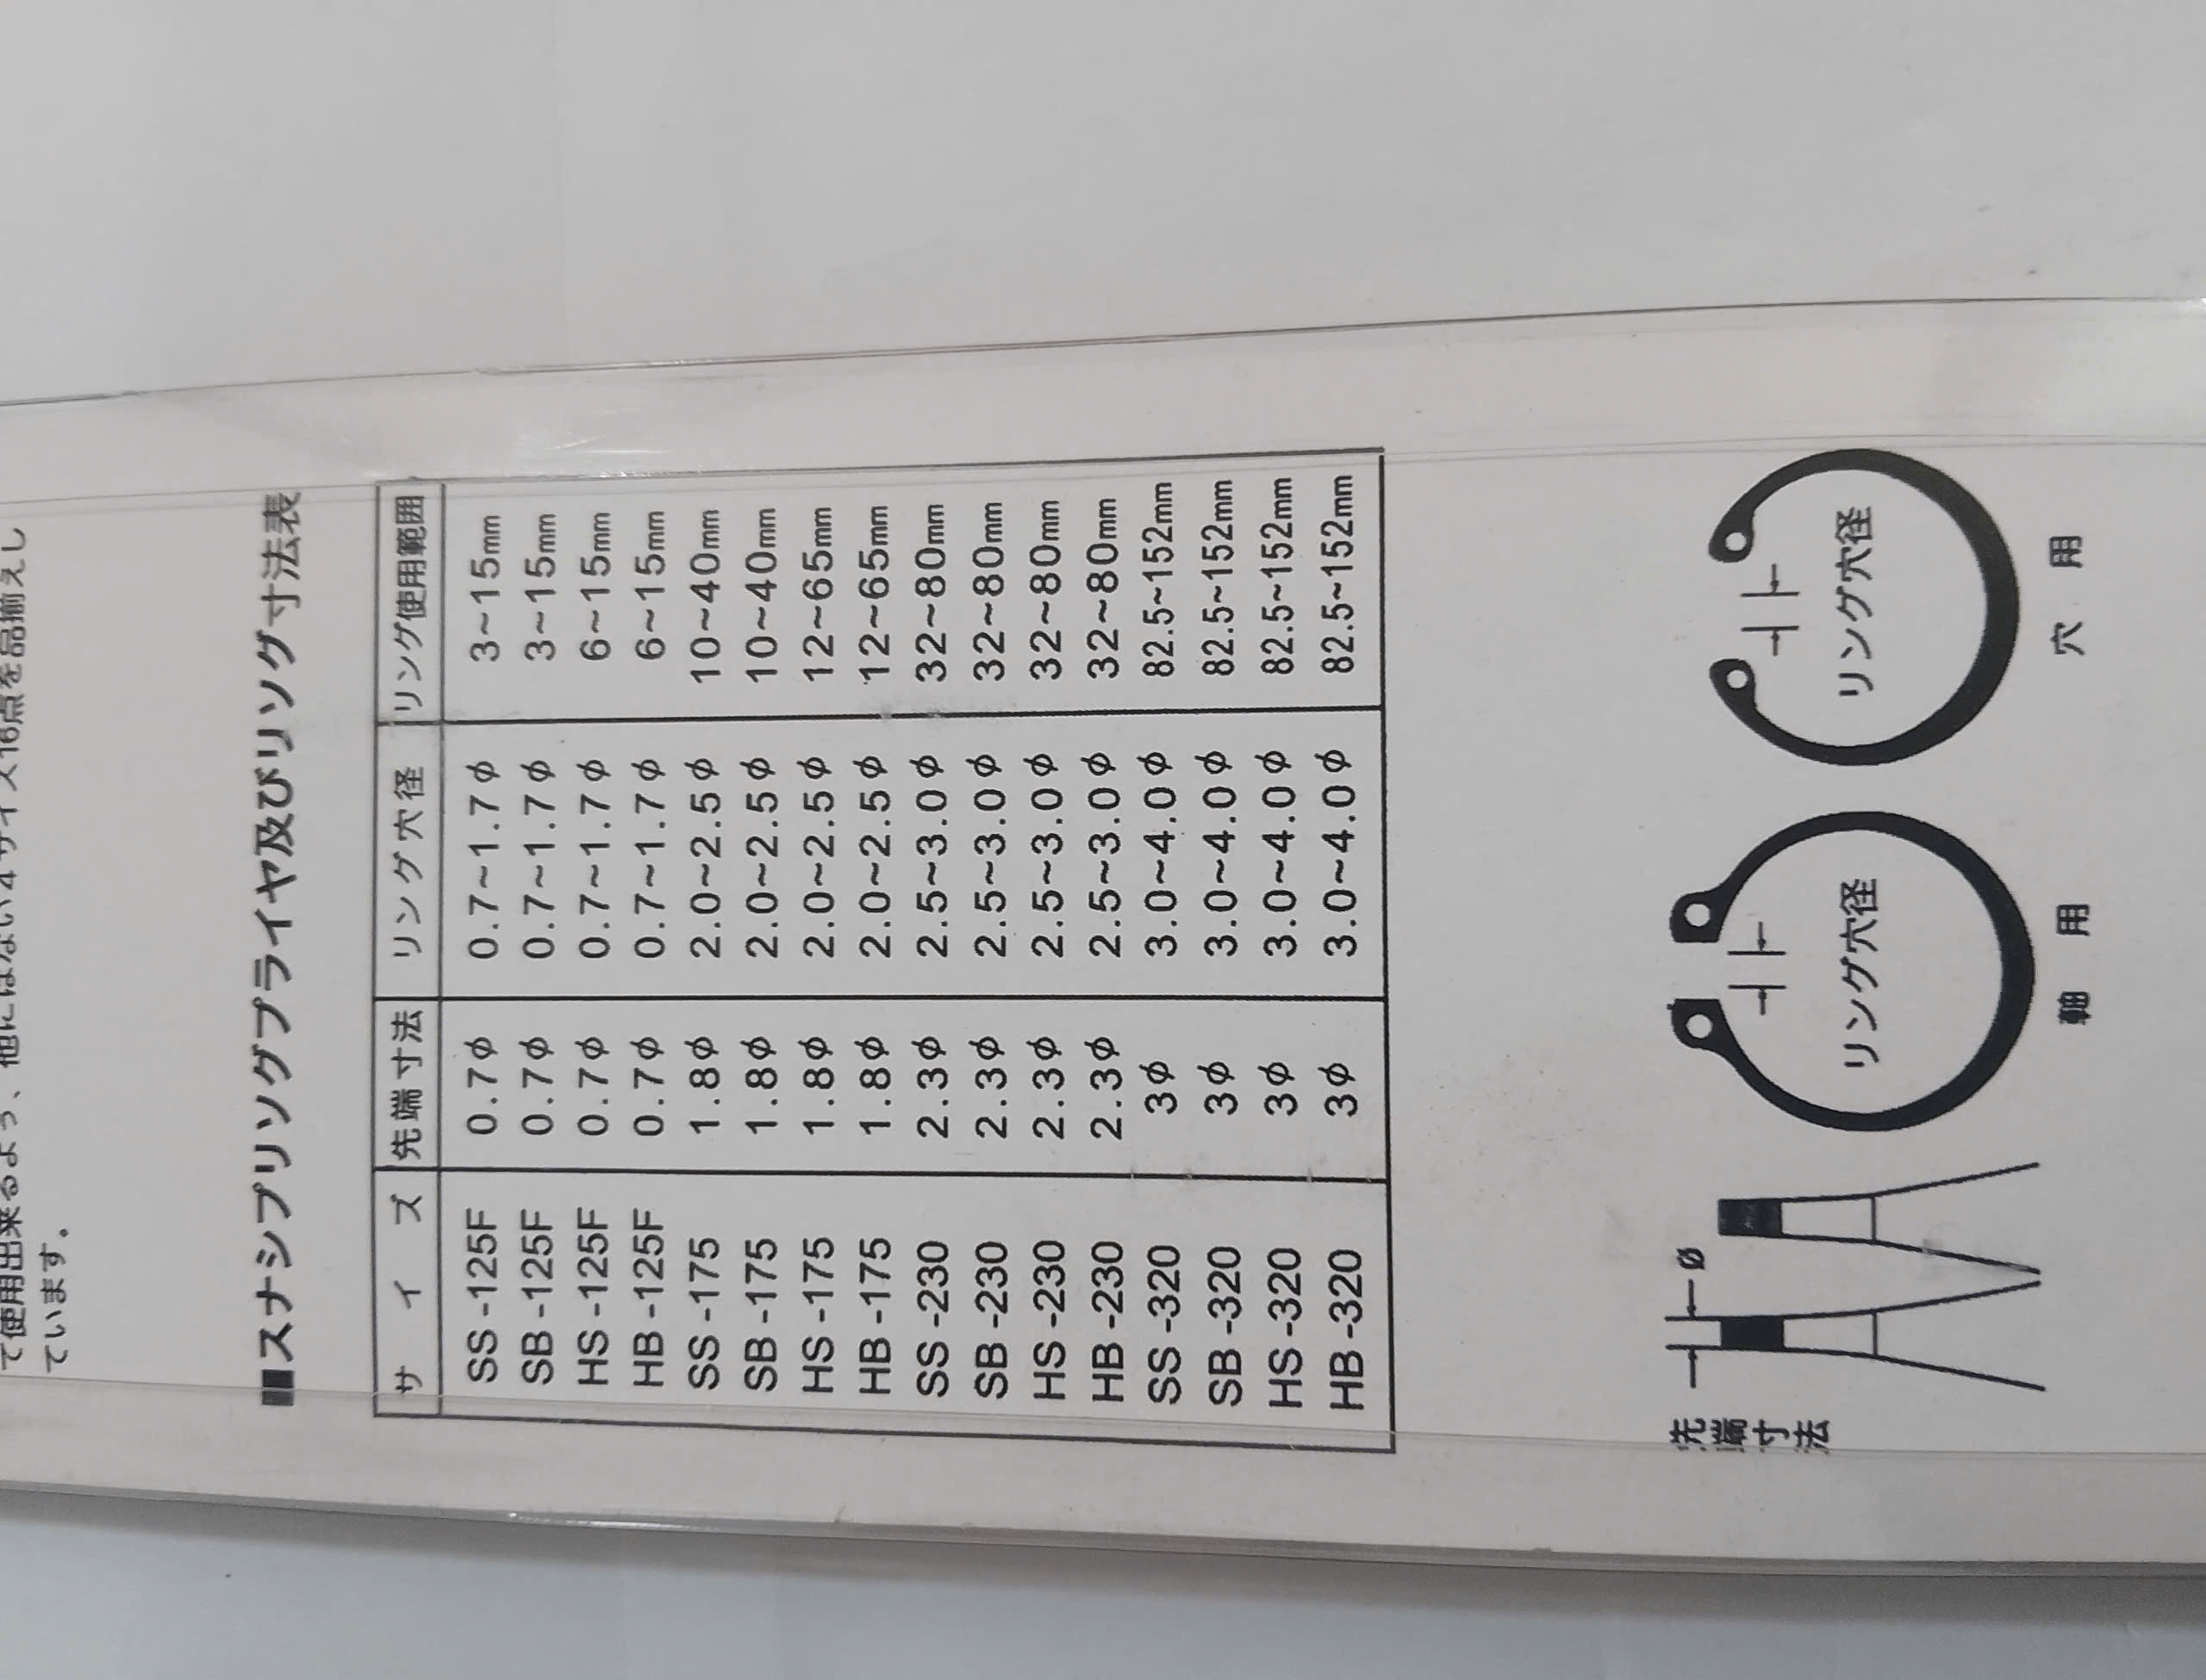 て使用出来るよう、他にはない4サイズ16点を品揃えし
ています。
■スナップリングプライヤ及びリング寸法表
サイズ 先端寸法 リング穴径 リング使用範囲
SS-125F 0.7φ 0.7~1.7φ 3~15mm
SB-125F 0.7φ 0.7~1.7φ 3~15mm
HS-125F 0.7φ 0.7~1.7φ 6~15mm
HB-125F 0.7φ 0.7~1.7φ 6~15mm
SS-175 1.8φ 2.0~2.5φ 10~40mm
SB-175 1.8φ 2.0~2.5φ 10~40mm
HS-175 1.8φ 2.0~2.5φ 12~65mm
HB-175 1.8φ 2.0~2.5φ 12~65mm
SS-230 2.3φ 2.5~3.0φ 32~80mm
SB-230 2.3φ 2.5~3.0φ 32~80mm
HS-230 2.3φ 2.5~3.0φ 32~80mm
HB-230 2.3φ 2.5~3.0φ 32~80mm
SS-320 3φ 3.0~4.0φ 82.5~152mm
SB-320 3φ 3.0~4.0φ 82.5~152mm
HS-320 3φ 3.0~4.0φ 82.5~152mm
HB-320 3φ 3.0~4.0φ 82.5~152mm
先端寸法
φ
リング穴径
軸用
リング穴径
穴用